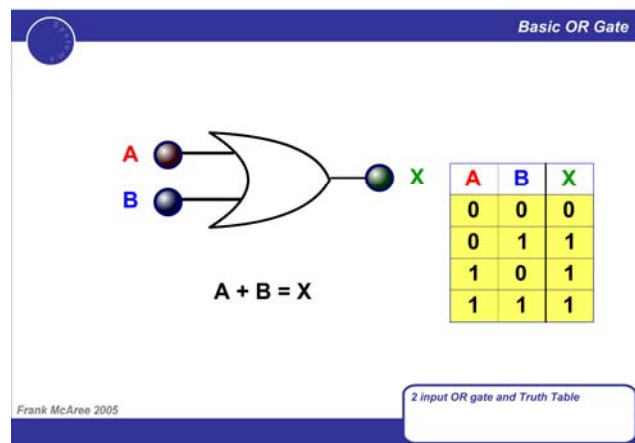 Basic OR Gate
A
B
X
A + B = X
A B X
0 0 0
0 1 1
1 0 1
1 1 1
2 input OR gate and Truth Table
Frank McAree 2005